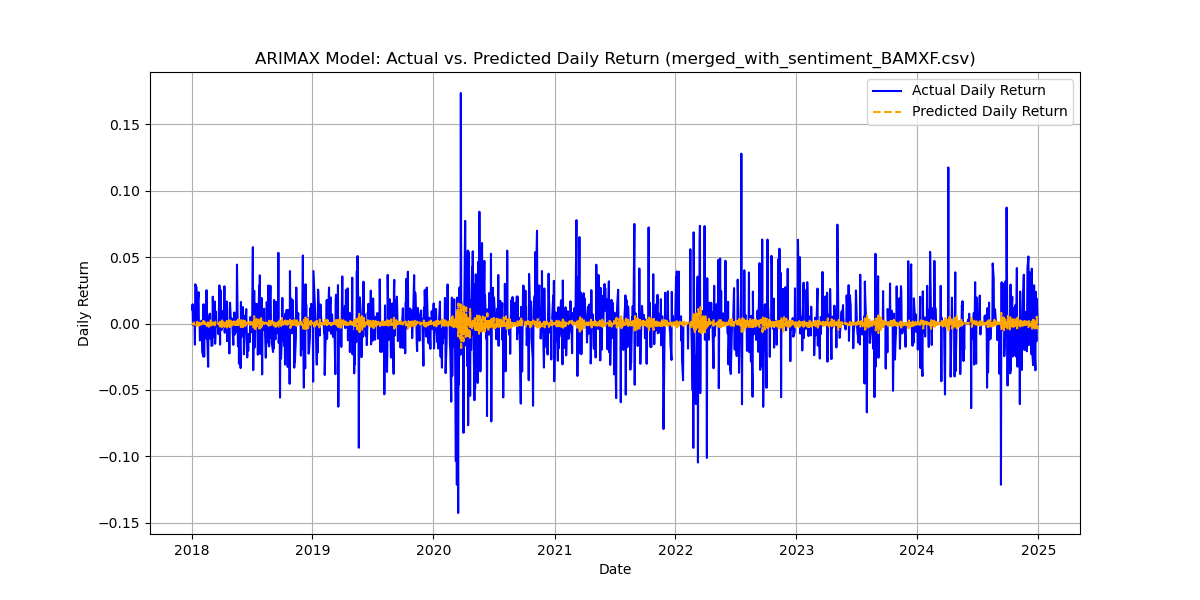 ARIMAX Model: Actual vs. Predicted Daily Return (merged_with_sentiment_BAMXF.csv)
Actual Daily Return
Predicted Daily Return
Daily Return
0.15
0.10
0.05
0.00
−0.05
−0.10
−0.15
2018 2019 2020 2021 2022 2023 2024 2025
Date